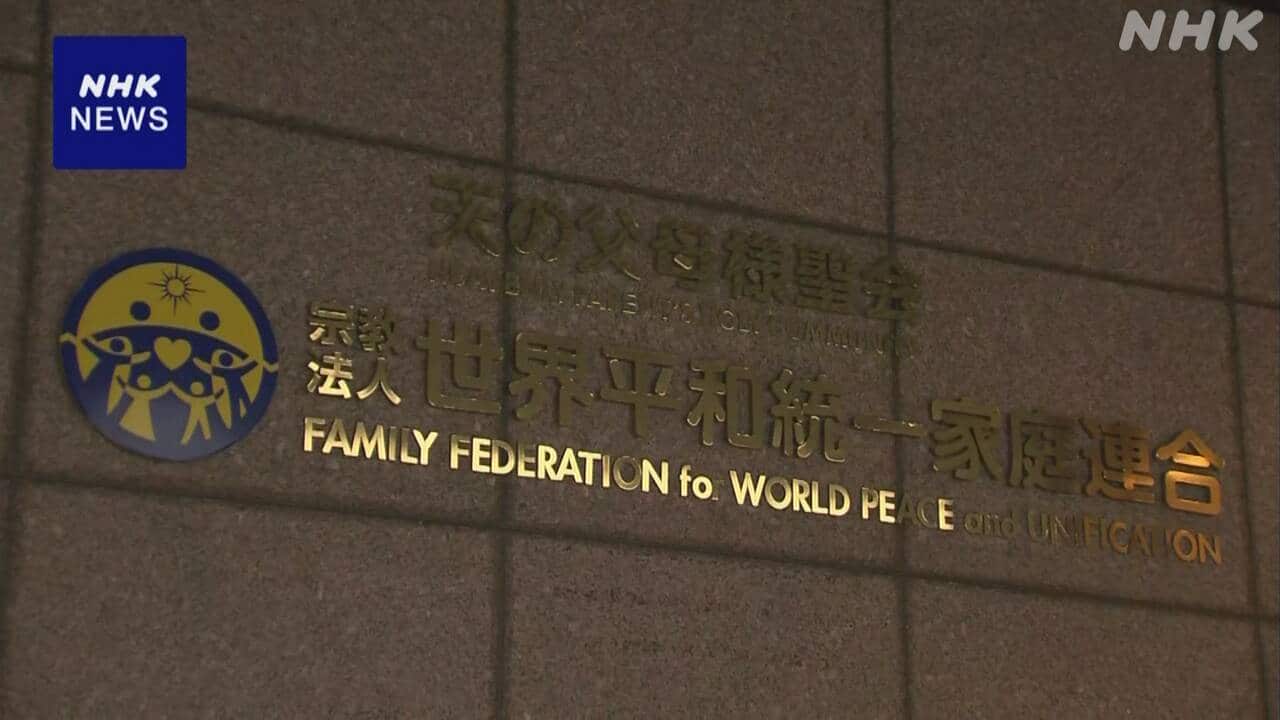 NHK
NHK
NEWS
天の父母様聖会
宗教
法人
世界平和統一家庭連合
FAMILY FEDERATION for WORLD PEACE and UNIFICATION